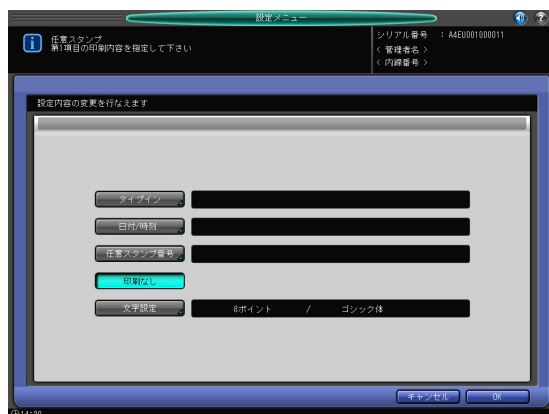 設定メニュー
任意スタンプ
第1項目の印刷内容を指定して下さい
シリアル番号 : A4EU001000011
< 管理者名 >
< 内線番号 >
設定内容の変更を行なえます
タイプイン
日付/時刻
任意スタンプ番号
印刷なし
文字設定 8ポイント / ゴシック体
キャンセル OK
14:30